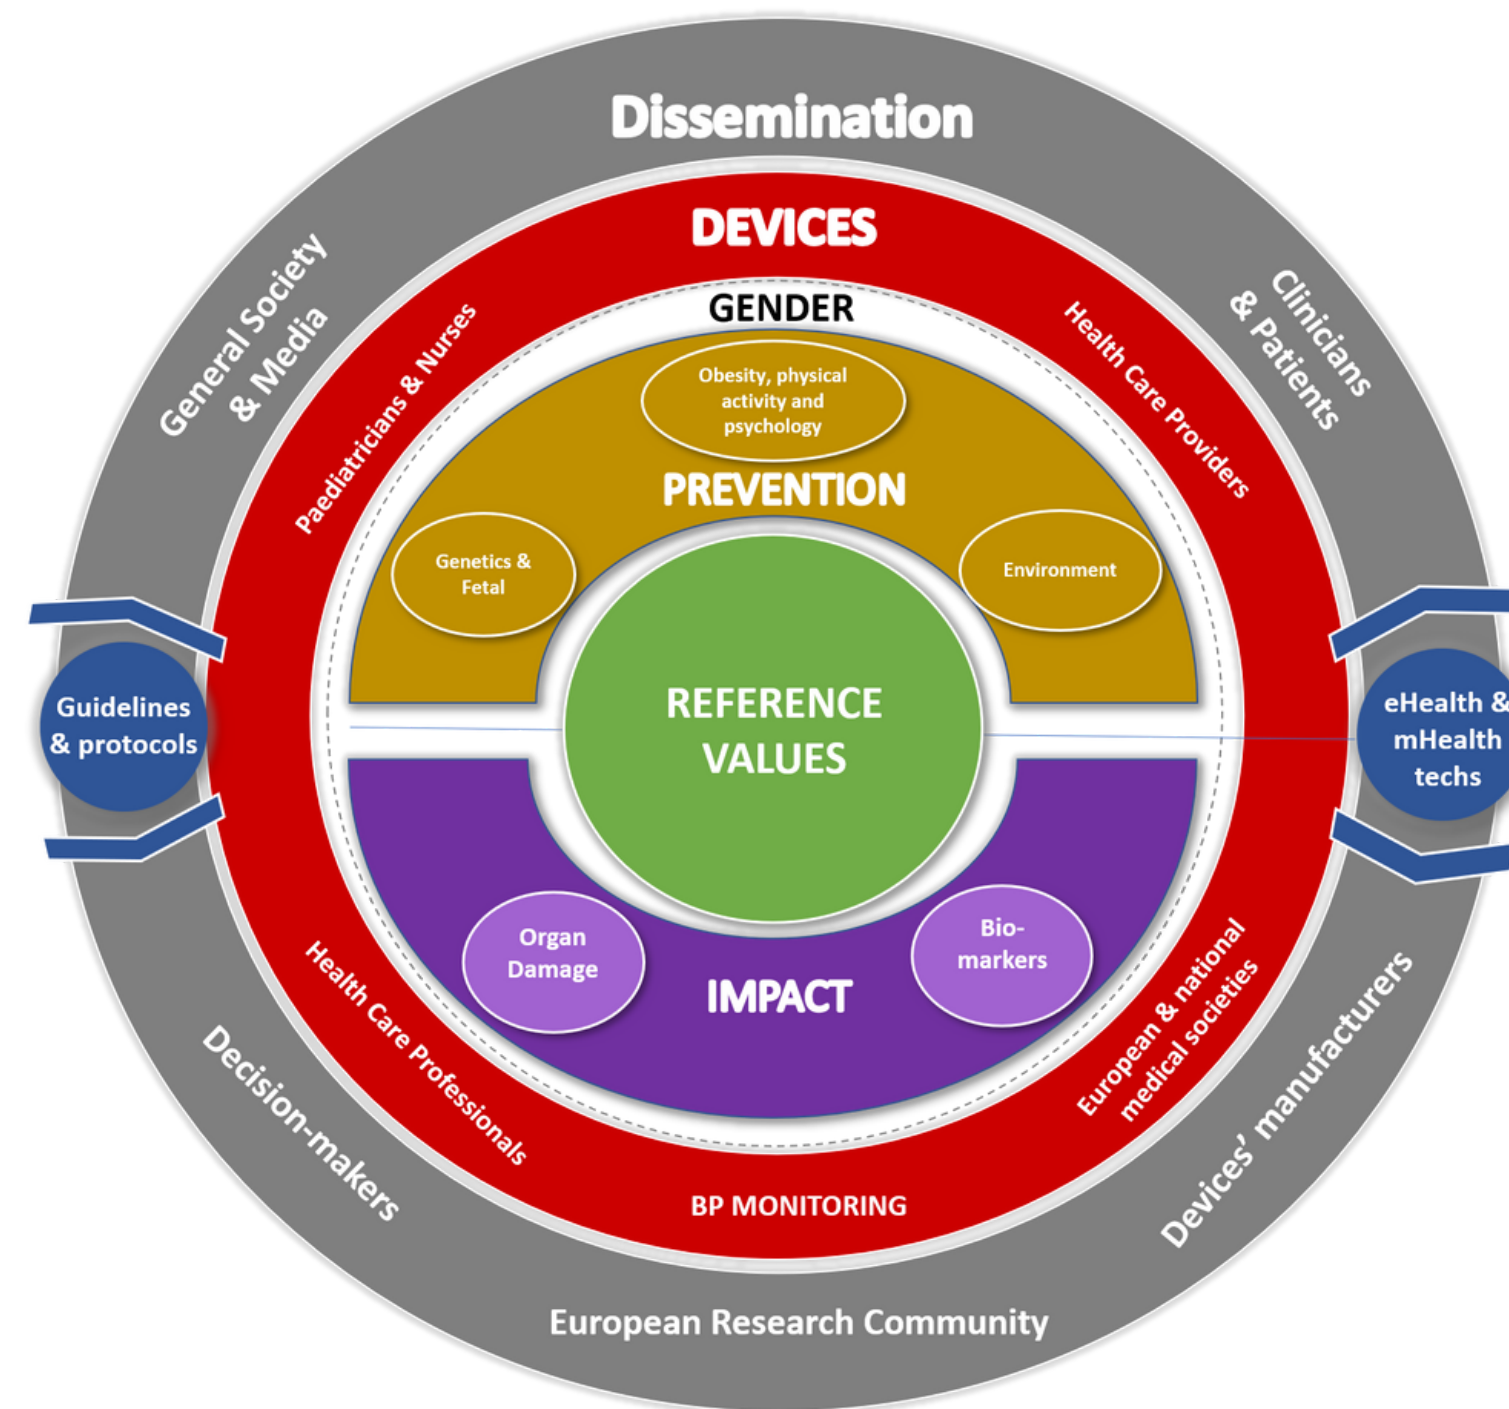 Dissemination
DEVICES
GENDER
General Society
& Media
Clinicians
& Patients
Paediatricians & Nurses
Health Care Providers
Obesity, physical
activity and
psychology
PREVENTION
Genetics &
Fetal
Environment
Guidelines
& protocols
REFERENCE
VALUES
eHealth &
mHealth
techs
Organ
Damage
Bio-
markers
IMPACT
Health Care Professionals
European & national
medical societies
Decision-makers
Devices’ manufacturers
BP MONITORING
European Research Community